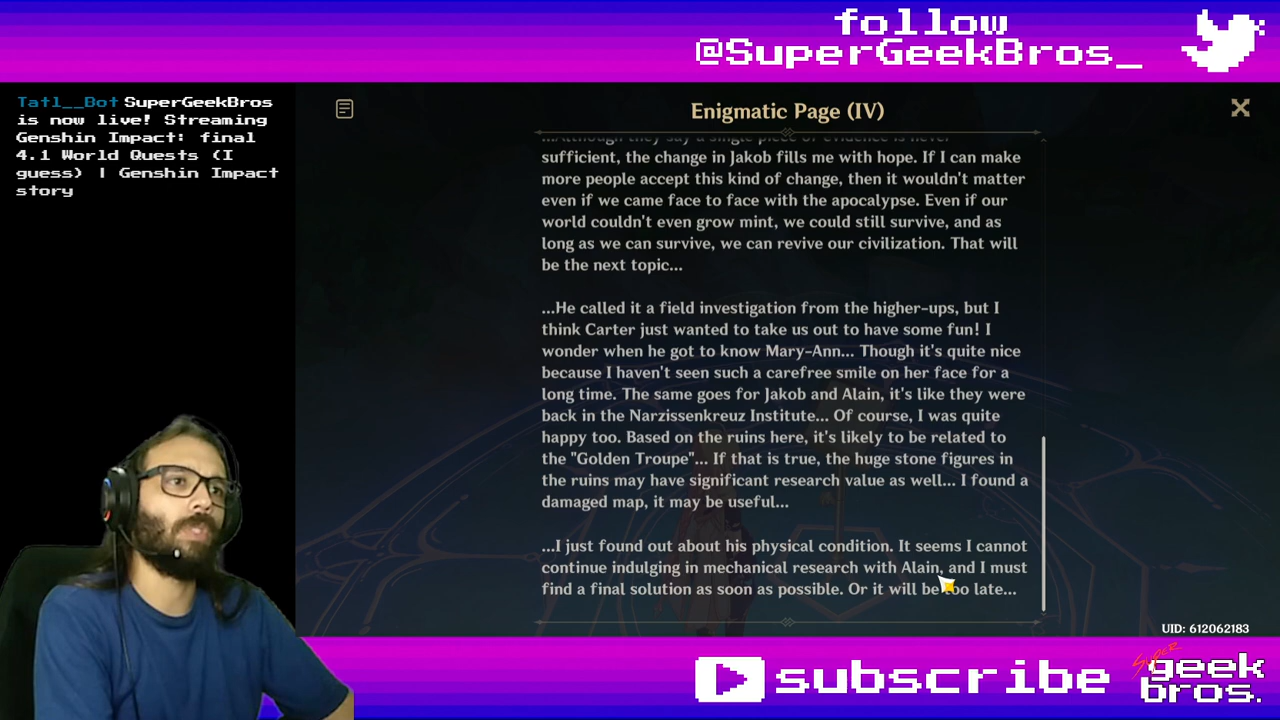 follow
@SuperGeekBros_
Tatl__Bot SuperGeekBros
is now live! Streaming
Genshin Impact: final
4.1 World Quests (I
guess) | Genshin Impact
story
Enigmatic Page (IV)
...Although they say a single piece of evidence is never
sufficient, the change in Jakob fills me with hope. If I can make
more people accept this kind of change, then it wouldn't matter
even if we came face to face with the apocalypse. Even if our
world couldn't even grow mint, we could still survive, and as
long as we can survive, we can revive our civilization. That will
be the next topic...
...He called it a field investigation from the higher-ups, but I
think Carter just wanted to take us out to have some fun! I
wonder when he got to know Mary-Ann... Though it's quite nice
because I haven't seen such a carefree smile on her face for a
long time. The same goes for Jakob and Alain, it's like they were
back in the Narzissenkreuz Institute... Of course, I was quite
happy too. Based on the ruins here, it's likely to be related to
the "Golden Troupe"... If that is true, the huge stone figures in
the ruins may have significant research value as well... I found a
damaged map, it may be useful...
...I just found out about his physical condition. It seems I cannot
continue indulging in mechanical research with Alain, and I must
find a final solution as soon as possible. Or it will be too late...
UID: 612062183
subscribe
SUPER
geek
bros.